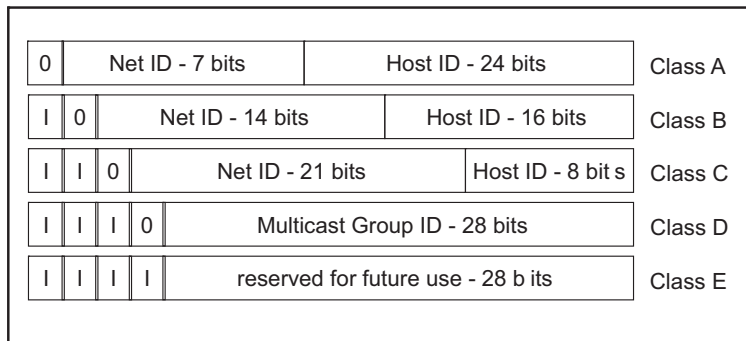 0 Net ID - 7 bits Host ID - 24 bits Class A
I 0 Net ID - 14 bits Host ID - 16 bits Class B
I I 0 Net ID - 21 bits Host ID - 8 bit s Class C
I I I 0 Multicast Group ID - 28 bits Class D
I I I I reserved for future use - 28 b its Class E